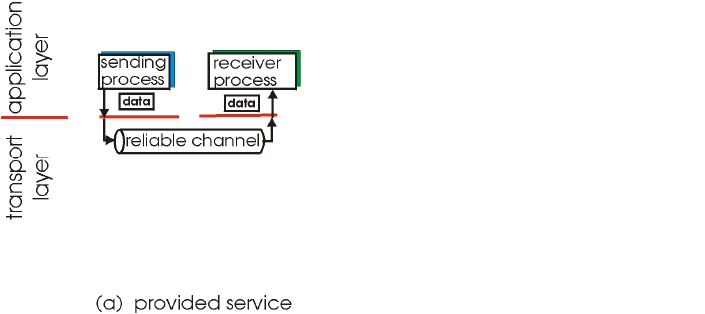 application
layer
transport
layer
sending
process
data
receiver
process
data
reliable channel
(a) provided service